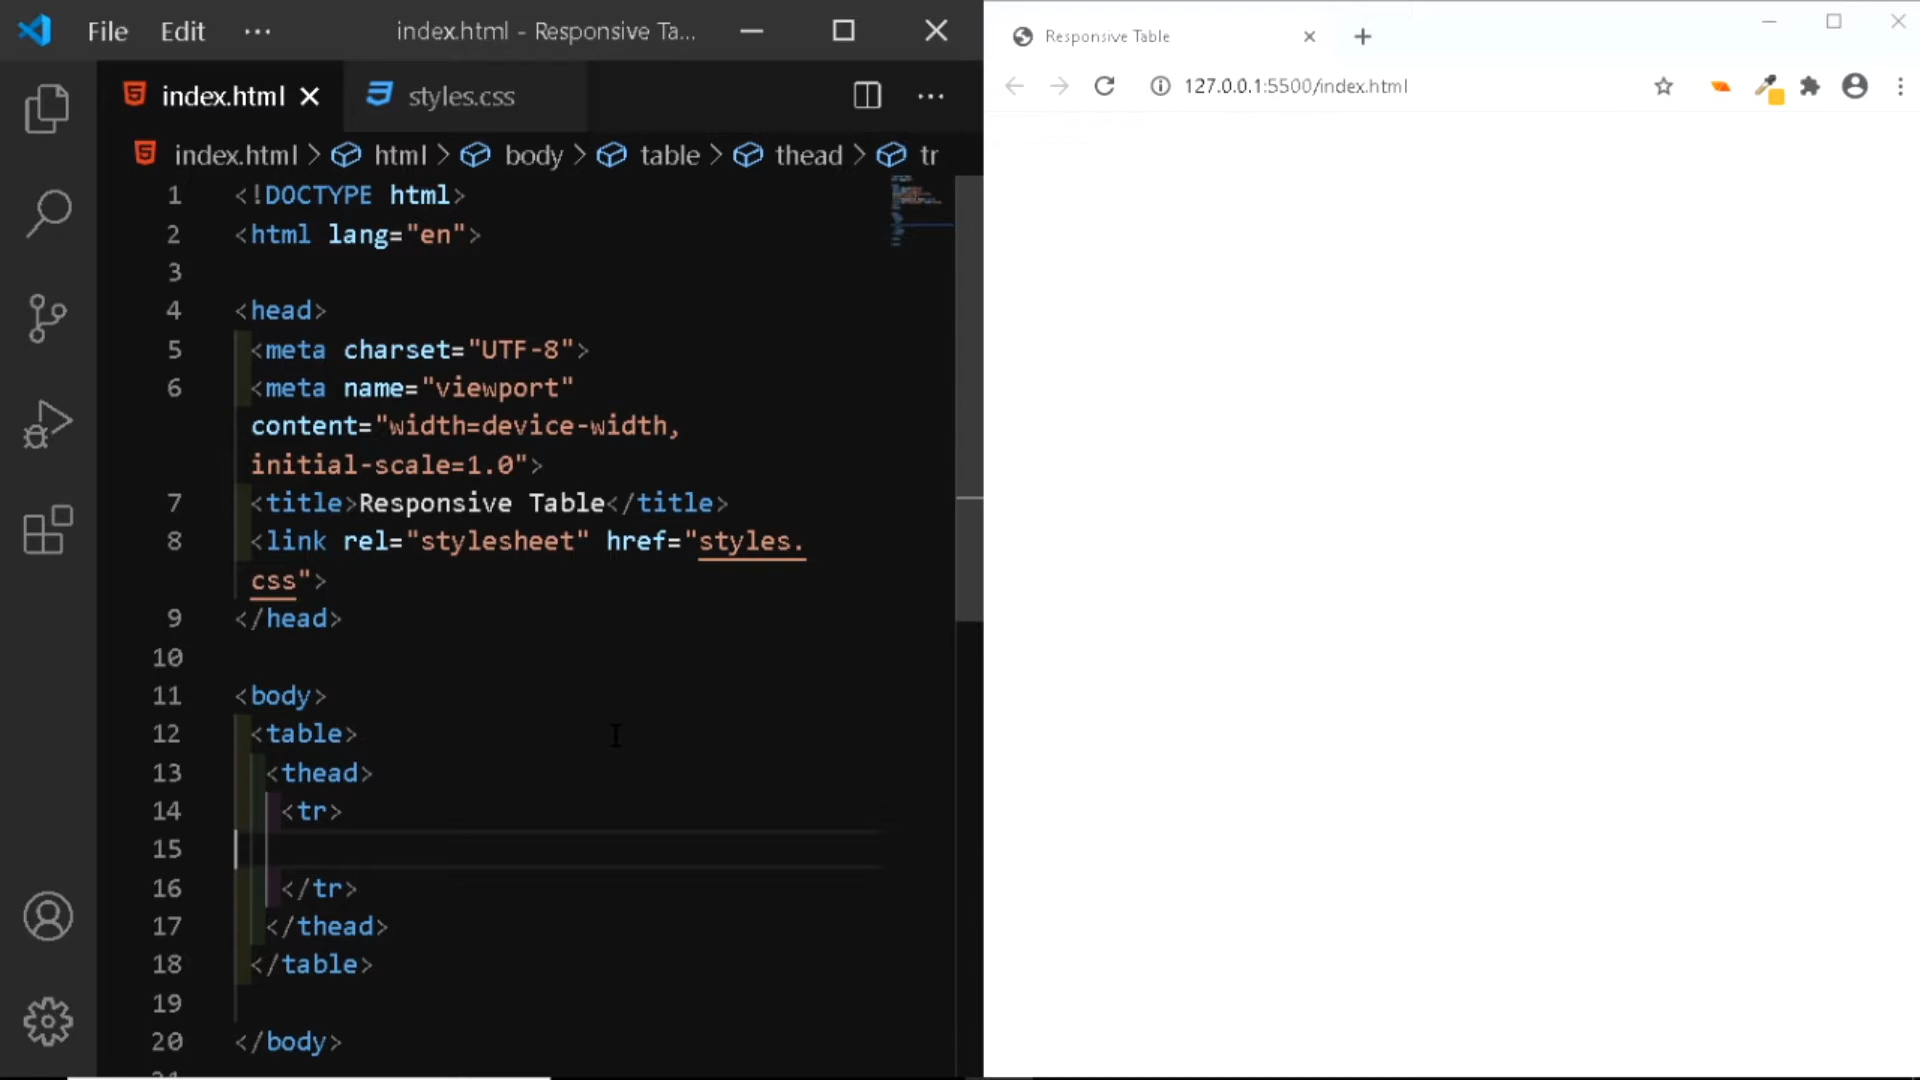 File Edit ··· index.html - Responsive Ta...
index.html styles.css
index.html > html > body > table > thead > tr
1 <!DOCTYPE html>
2 <html lang="en">
3
4 <head>
5 <meta charset="UTF-8">
6 <meta name="viewport"
content="width=device-width,
initial-scale=1.0">
7 <title>Responsive Table</title>
8 <link rel="stylesheet" href="styles.
css">
9 </head>
10
11 <body>
12 <table>
13 <thead>
14 <tr>
15
16 </tr>
17 </thead>
18 </table>
19
20 </body>
Responsive Table
127.0.0.1:5500/index.html